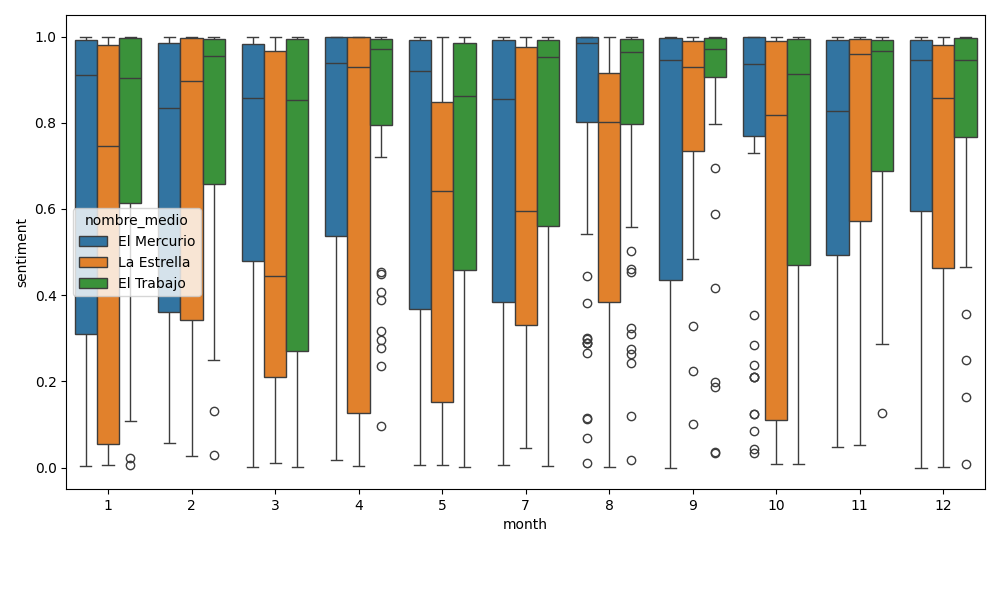 1.0
0.8
0.6
0.4
0.2
0.0
sentiment
nombre_medio
El Mercurio
La Estrella
El Trabajo
1 2 3 4 5 7 8 9 10 11 12
month